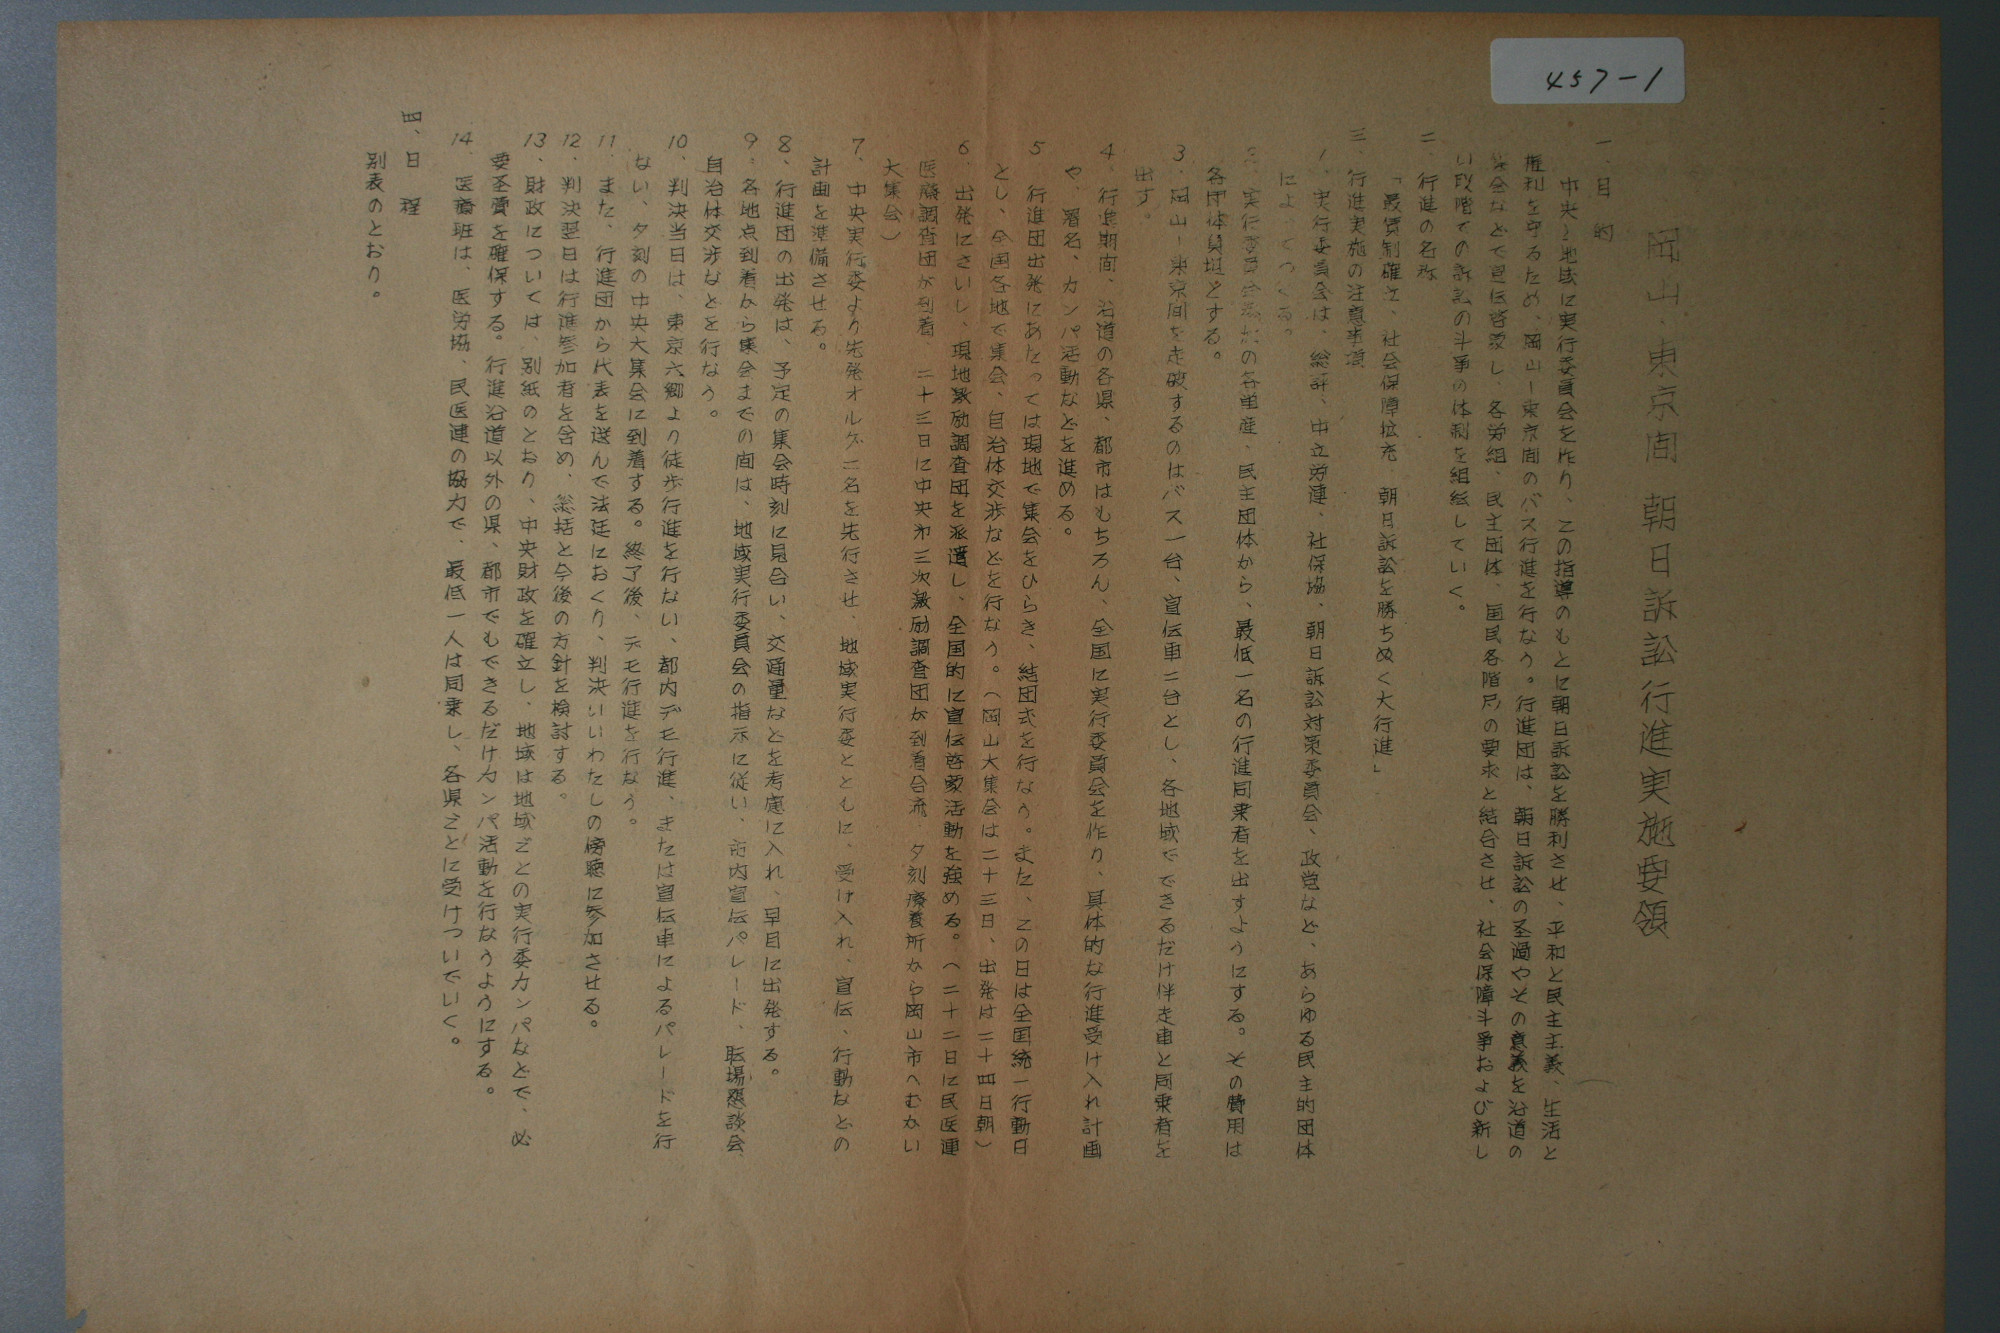 457-1
岡山・東京間 朝日訴訟行進実施要領
一、目的
中央と地域に実行委員会を作り、この指導のもとに朝日訴訟を勝利させ、平和と民主主義、生活と
権利を守るため、岡山ー東京間のバス行進を行なう。行進団は、朝日訴訟の圣過やその意義を沿道の
集会などで宣伝啓蒙し、各労組、民主団体、国民各階層の要求と結合させ、社会保障斗争および新し
い段階での訴訟の斗争の体制を組織していく。
二、行進の名称
「最賃制確立、社会保障拡充 朝日訴訟を勝ちぬく大行進」
三、行進実施の注意事項
1、実行委員会は、総評、中立労連、社保協、朝日訴訟対策委員会、政党など、あらゆる民主的団体
によってつくる。
2、実行委員会参加の各単産、民主団体から、最低一名の行進同乗者を出すようにする。その費用は
各団体負担とする。
3、岡山ー東京間を走破するのはバス一台、宣伝車二台とし、各地域でできるだけ伴走車と同乗者を
出す。
4、行進期間、沿道の各県、都市はもちろん、全国に実行委員会を作り、具体的な行進受け入れ計画
や、署名、カンパ活動などを進める。
5 行進団出発にあたっては現地で集会をひらき、結団式を行なう。また、この日は全国統一行動日
とし、全国各地で集会、自治体交渉などを行なう。(岡山大集会は二十三日、出発は二十四日朝)
6、出発にさいし、現地激励調査団を派遣し、全国的に宣伝啓蒙活動を強める。(二十二日に民医連
医療調査団が到着、二十三日に中央第三次激励調査団が到着合流、夕刻療養所から岡山市へむかい
大集会)
7、中央実行委より先発オルグ二名を先行させ、地域実行委とともに、受け入れ、宣伝、行動などの
計画を準備させる。
8、行進団の出発は、予定の集会時刻に見合い、交通量などを考慮に入れ、早目に出発する。
9、各地点到着から集会までの間は、地域実行委員会の指示に従い、市内宣伝パレード、職場懇談会
自治体交渉などを行なう。
10、判決当日は、東京六郷より徒歩行進を行ない、都内デモ行進、または宣伝車によるパレードを行
ない、夕刻の中央大集会に到着する。終了後、デモ行進を行なう。
11、また、行進団から代表を送んで法廷におくり、判決いいわたしの傍聴に参加させる。
12、判決翌日は行進参加者を含め、総括と今後の方針を検討する。
13、財政については、別紙のとおり、中央財政を確立し、地域は地域ごとの実行委カンパなどで、必
要圣費を確保する。行進沿道以外の県、都市でもできるだけカンパ活動を行なうようにする。
14、医療班は、医労協、民医連の協力で、最低一人は同乗し、各県ごとに受けついでいく。
四、日程
別表のとおり。